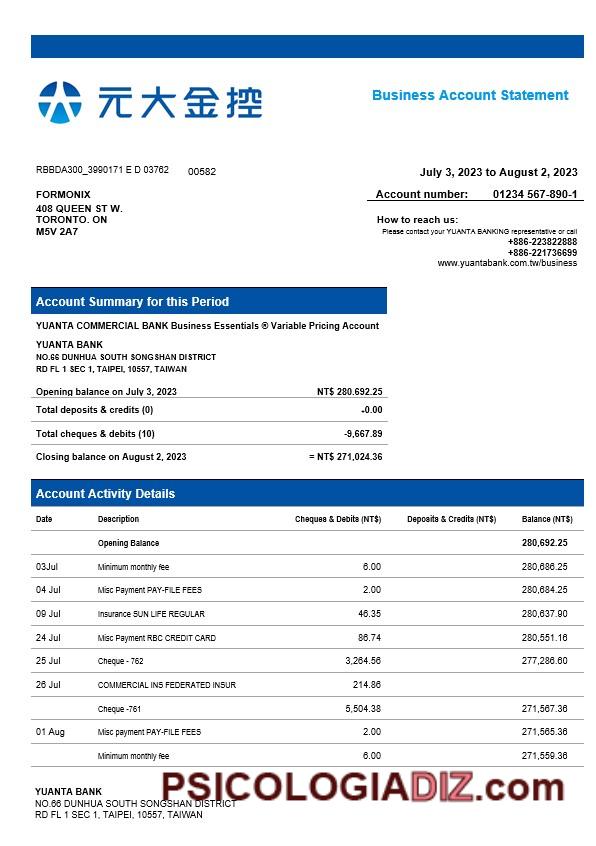 元大金控
Business Account Statement
RBBDA300_3990171 E D 03762 00582
July 3, 2023 to August 2, 2023
FORMONIX
408 QUEEN ST W.
TORONTO. ON
M5V 2A7
Account number: 01234 567-890-1
How to reach us:
Please contact your YUANTA BANKING representative or call
+886-223822888
+886-221736699
www.yuantabank.com.tw/business
Account Summary for this Period
YUANTA COMMERCIAL BANK Business Essentials ® Variable Pricing Account
YUANTA BANK
NO.66 DUNHUA SOUTH SONGSHAN DISTRICT
RD FL 1 SEC 1, TAIPEI, 10557, TAIWAN
Opening balance on July 3, 2023 NT$ 280.692.25
Total deposits & credits (0) -0.00
Total cheques & debits (10) -9,667.89
Closing balance on August 2, 2023 = NT$ 271,024.36
Account Activity Details
Date Description Cheques & Debits (NT$) Deposits & Credits (NT$) Balance (NT$)
Opening Balance 280,692.25
03Jul Minimum monthly fee 6.00 280,686.25
04 Jul Misc Payment PAY-FILE FEES 2.00 280,684.25
09 Jul Insurance SUN LIFE REGULAR 46.35 280,637.90
24 Jul Misc Payment RBC CREDIT CARD 86.74 280,551.16
25 Jul Cheque - 762 3,264.56 277,286.60
26 Jul COMMERCIAL INS FEDERATED INSUR 214.86
Cheque -761 5,504.38 271,567.36
01 Aug Misc payment PAY-FILE FEES 2.00 271,565.36
Minimum monthly fee 6.00 271,559.36
YUANTA BANK
NO.66 DUNHUA SOUTH SONGSHAN DISTRICT
RD FL 1 SEC 1, TAIPEI, 10557, TAIWAN
PSICOLOGIADIZ.com